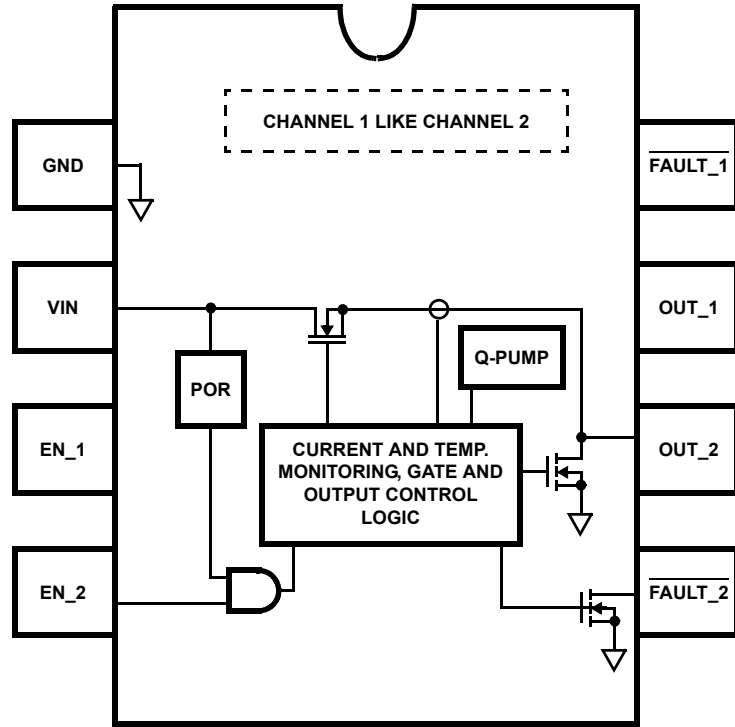 CHANNEL 1 LIKE CHANNEL 2
GND
FAULT_1
VIN
OUT_1
Q-PUMP
POR
EN_1
CURRENT AND TEMP.
MONITORING, GATE AND
OUTPUT CONTROL
LOGIC
OUT_2
EN_2
FAULT_2